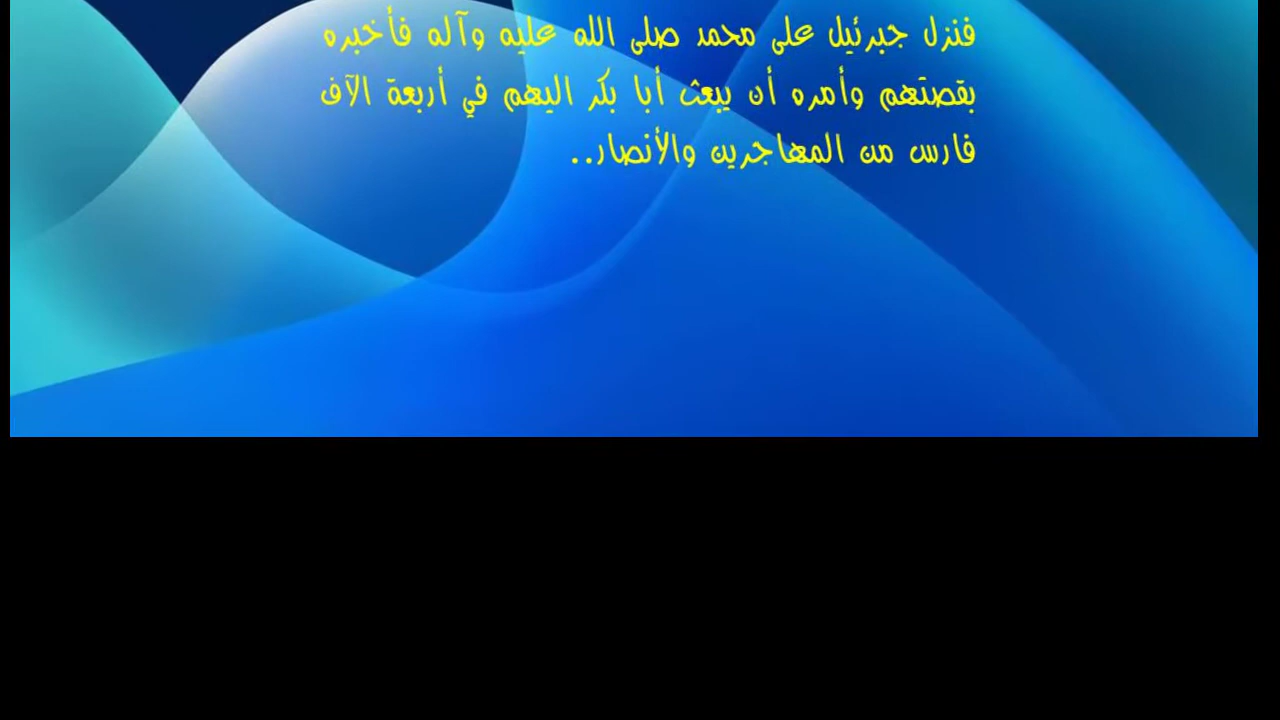 فنزل جبرئيل على محمد صلى الله عليه وآله فأخبره
بقصتهم وأمره أن يبعث أبا بكر اليهم في أربعة الآف
فارس من المهاجرين والأنصار..